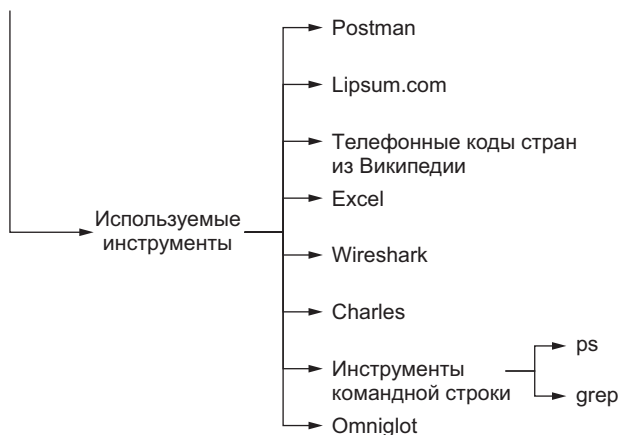 Postman
Lipsum.com
Телефонные коды стран
из Википедии
Excel
Используемые
инструменты
Wireshark
Charles
Инструменты
командной строки
ps
grep
Omniglot